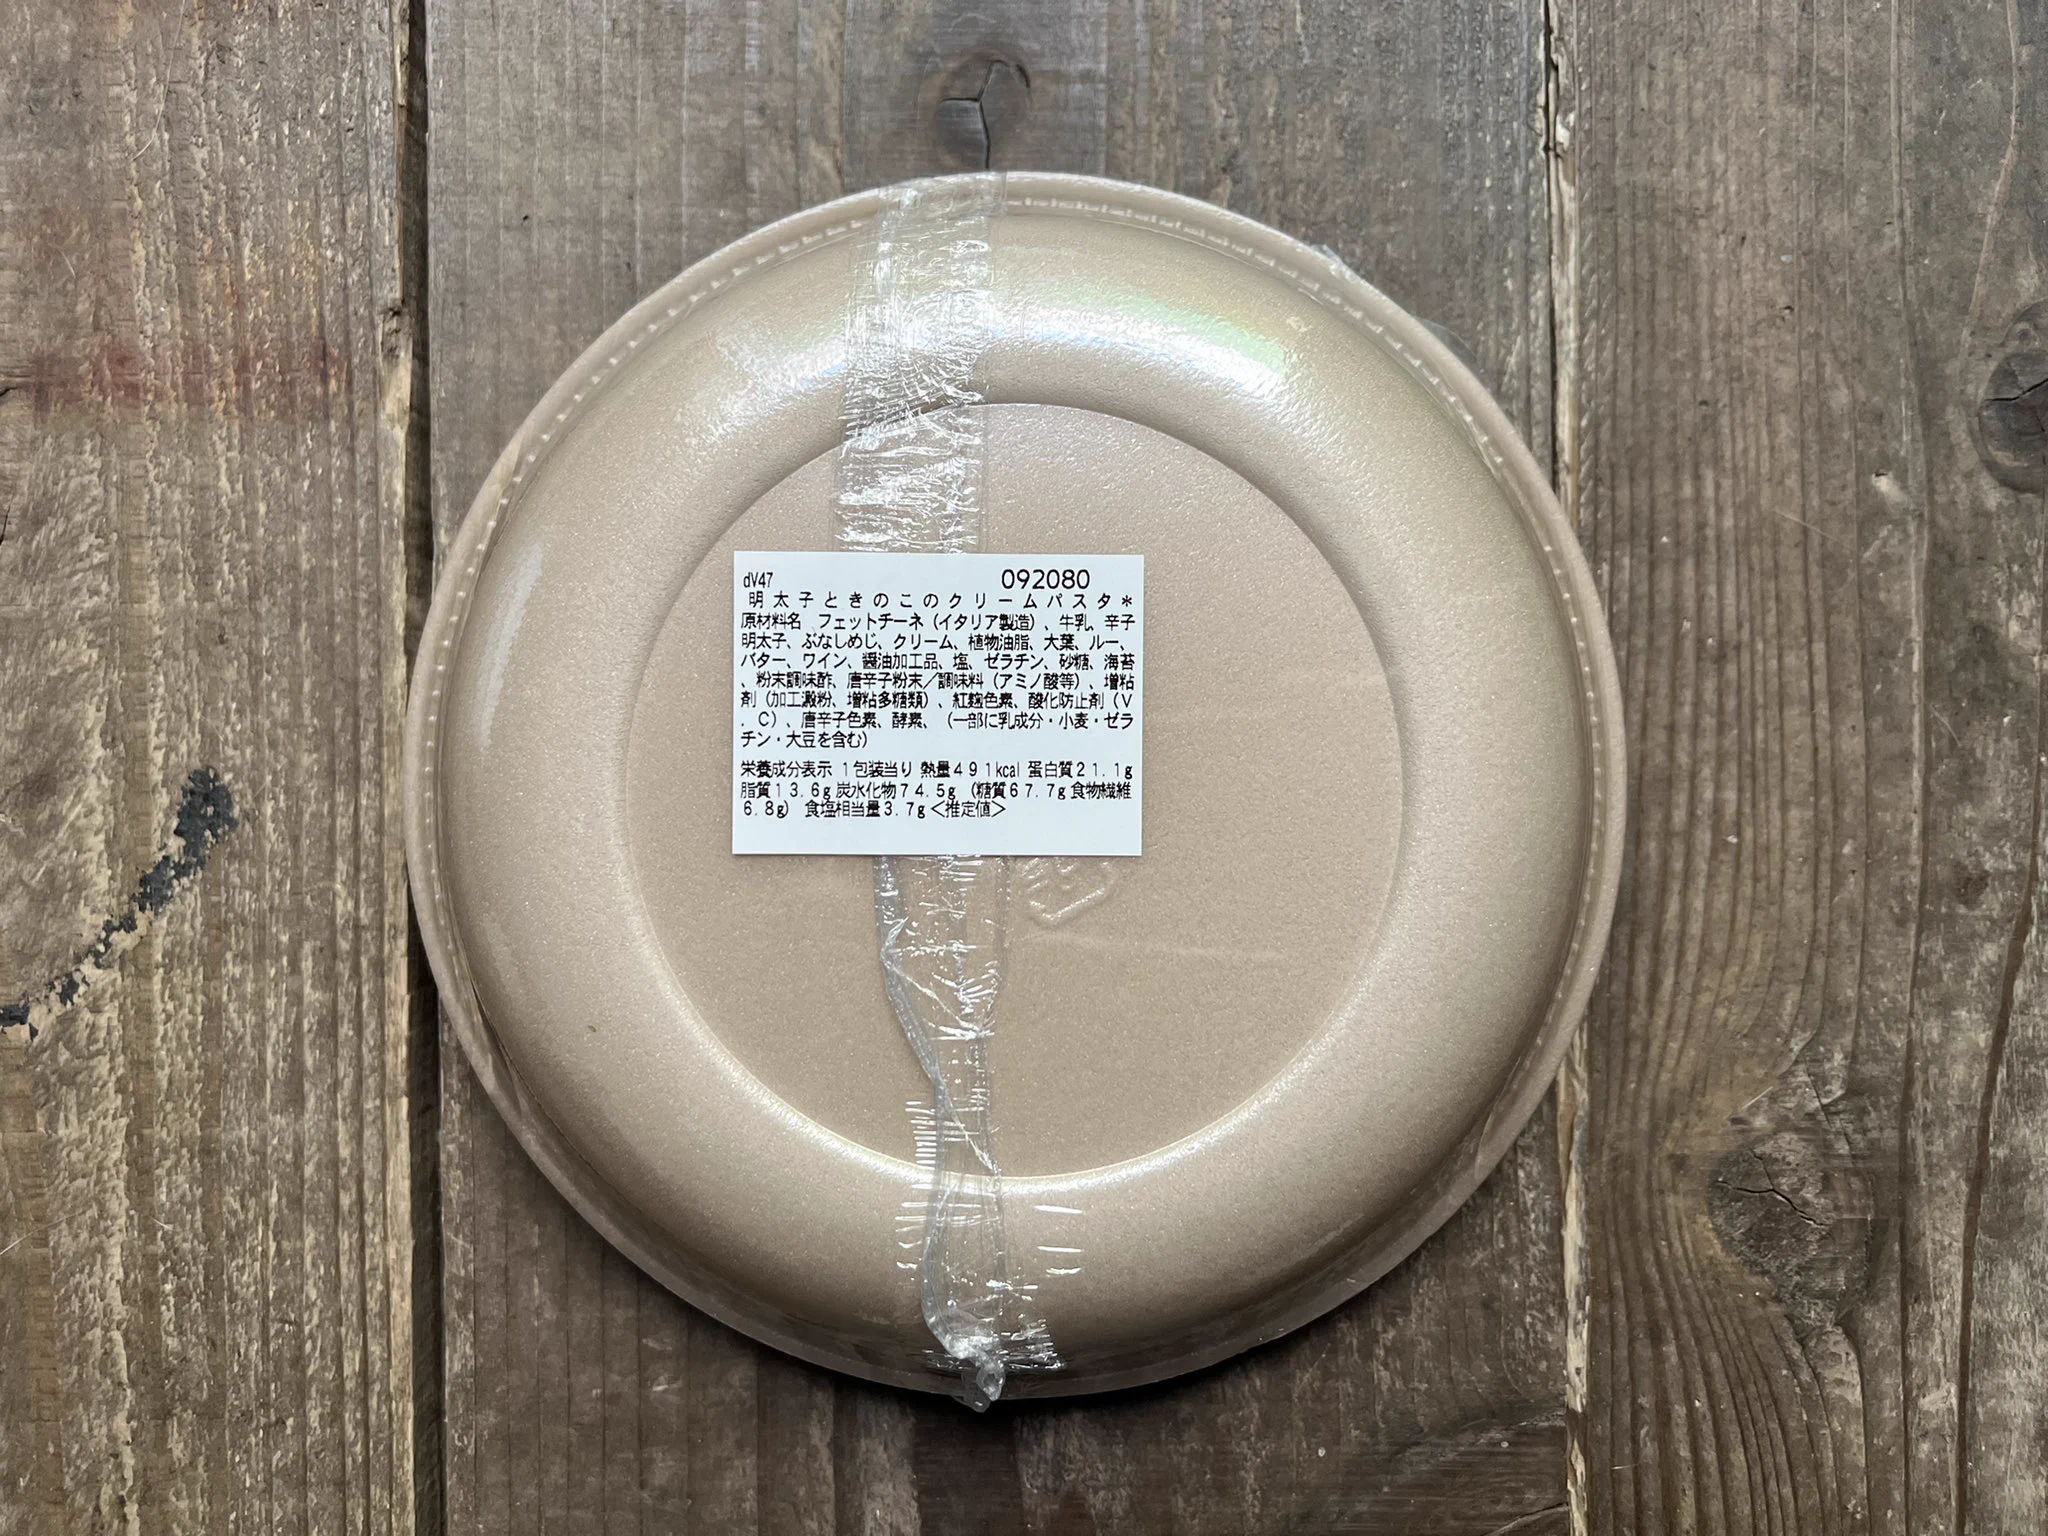 dV47 092080
明太子ときのこのクリームパスタ＊
原材料名　フェットチーネ（イタリア製造）、牛乳、辛子
明太子、ぶなしめじ、クリーム、植物油脂、大葉、ルー、
バター、ワイン、醤油加工品、塩、ゼラチン、砂糖、海苔
、粉末調味酢、唐辛子粉末／調味料（アミノ酸等）、増粘
剤（加工澱粉、増粘多糖類）、紅麹色素、酸化防止剤（Ｖ
．Ｃ）、唐辛子色素、酵素、（一部に乳成分・小麦・ゼラ
チン・大豆を含む）
栄養成分表示 １包装当り 熱量４９１kcal 蛋白質２１．１g
脂質１３．６g 炭水化物７４．５g （糖質６７．７g 食物繊維
６．８g） 食塩相当量３．７g＜推定値＞